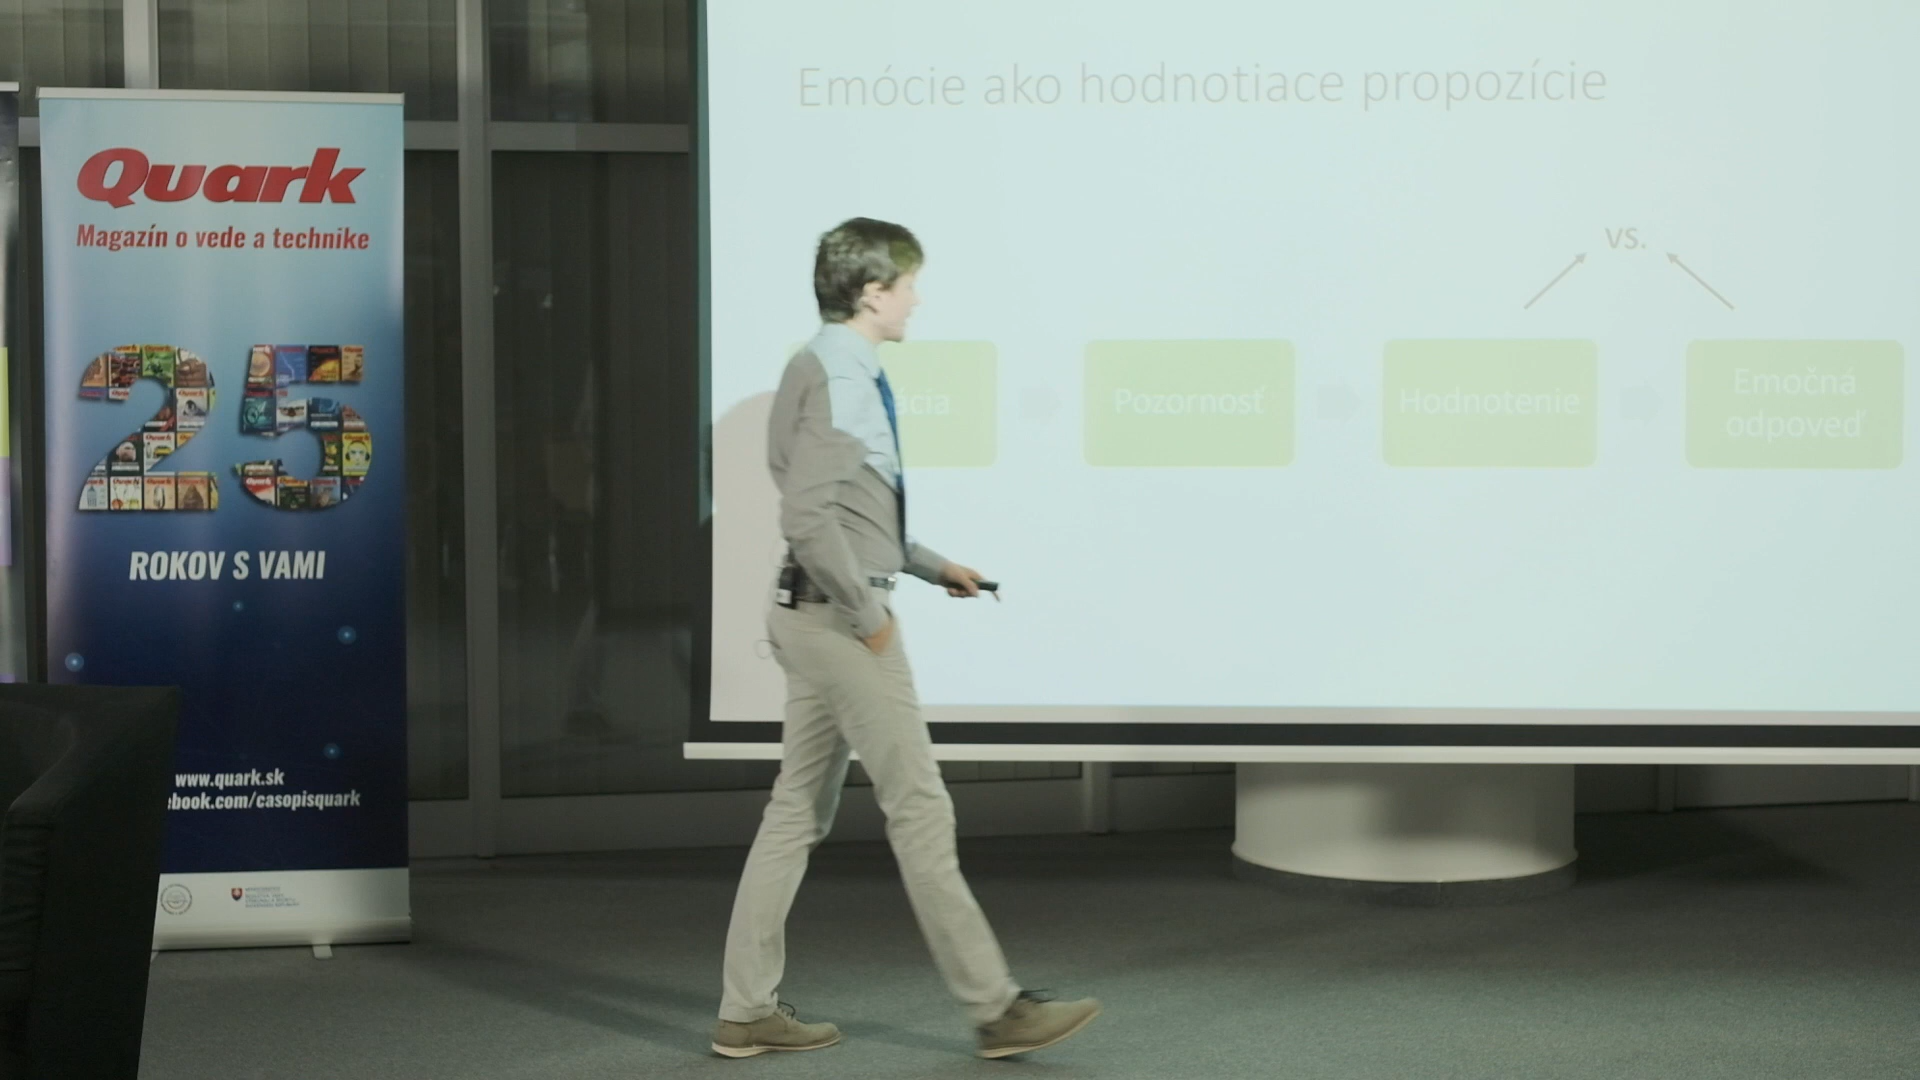 Quark
Magazín o vede a technike
25
ROKOV S VAMI
www.quark.sk
ebook.com/casopisquark
Emócie ako hodnotiace propozície
vs.
ácia
Pozornosť
Hodnotenie
Emočná
odpoveď